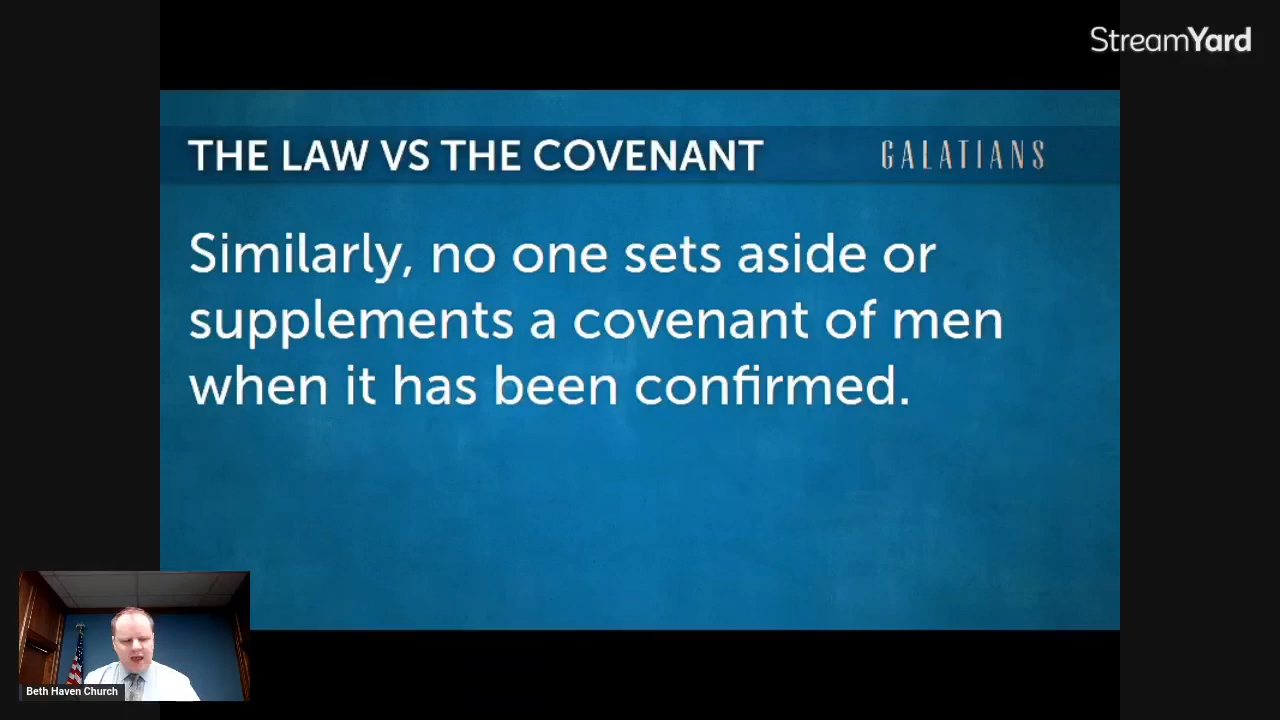 StreamYard
THE LAW VS THE COVENANT
GALATIANS
Similarly, no one sets aside or
supplements a covenant of men
when it has been confirmed.
Beth Haven Church